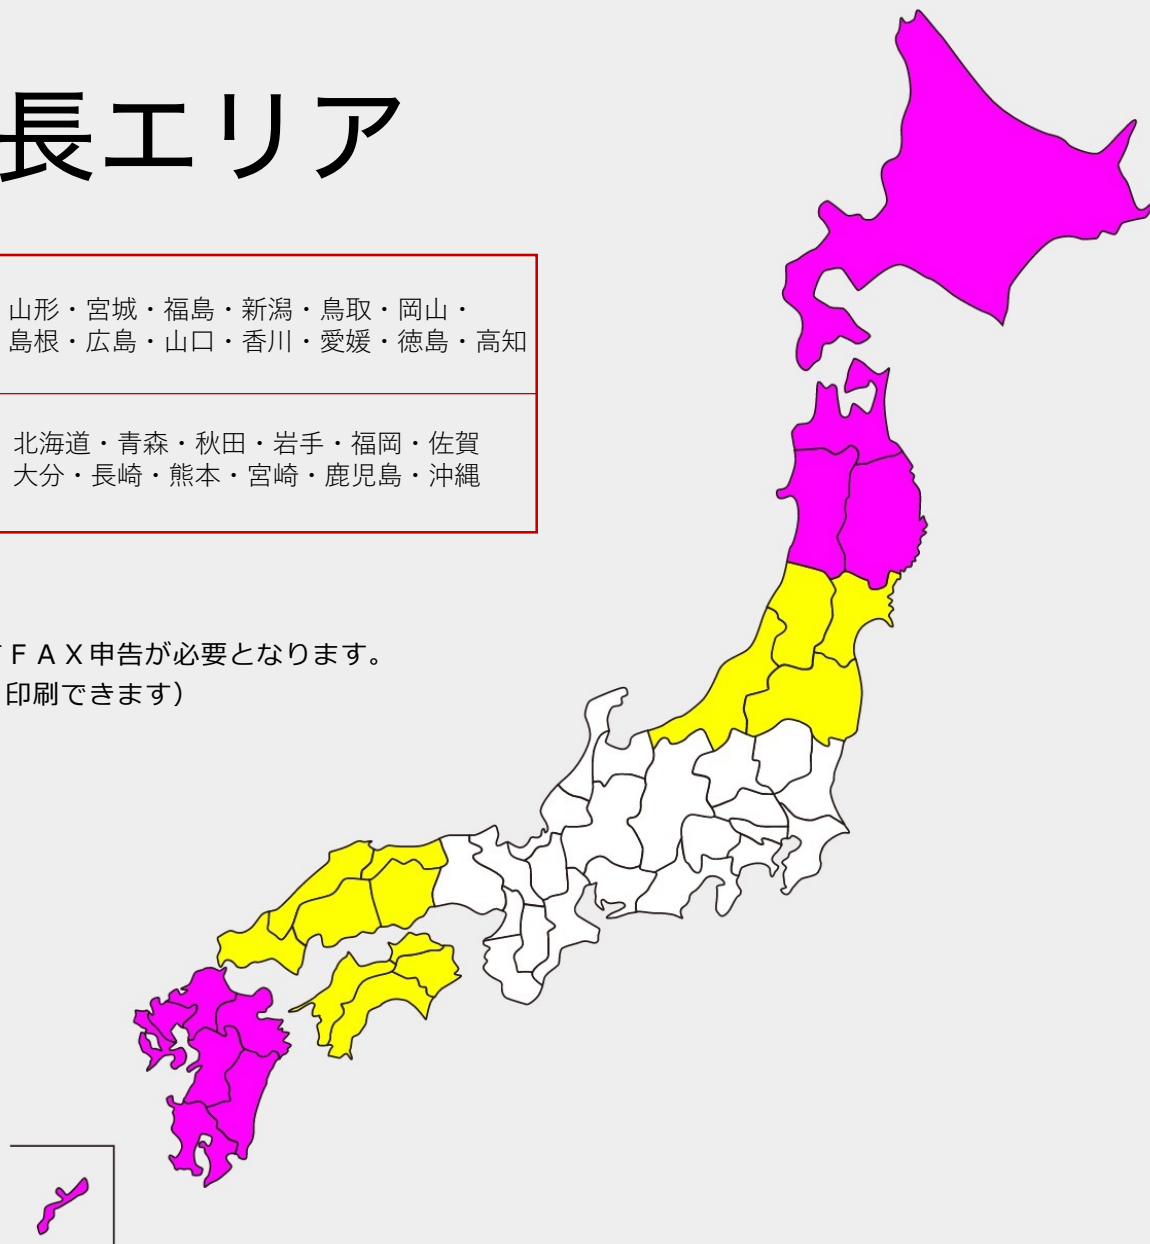 長エリア
山形・宮城・福島・新潟・鳥取・岡山・
島根・広島・山口・香川・愛媛・徳島・高知
北海道・青森・秋田・岩手・福岡・佐賀
大分・長崎・熊本・宮崎・鹿児島・沖縄
ＦＡＸ申告が必要となります。
印刷できます）